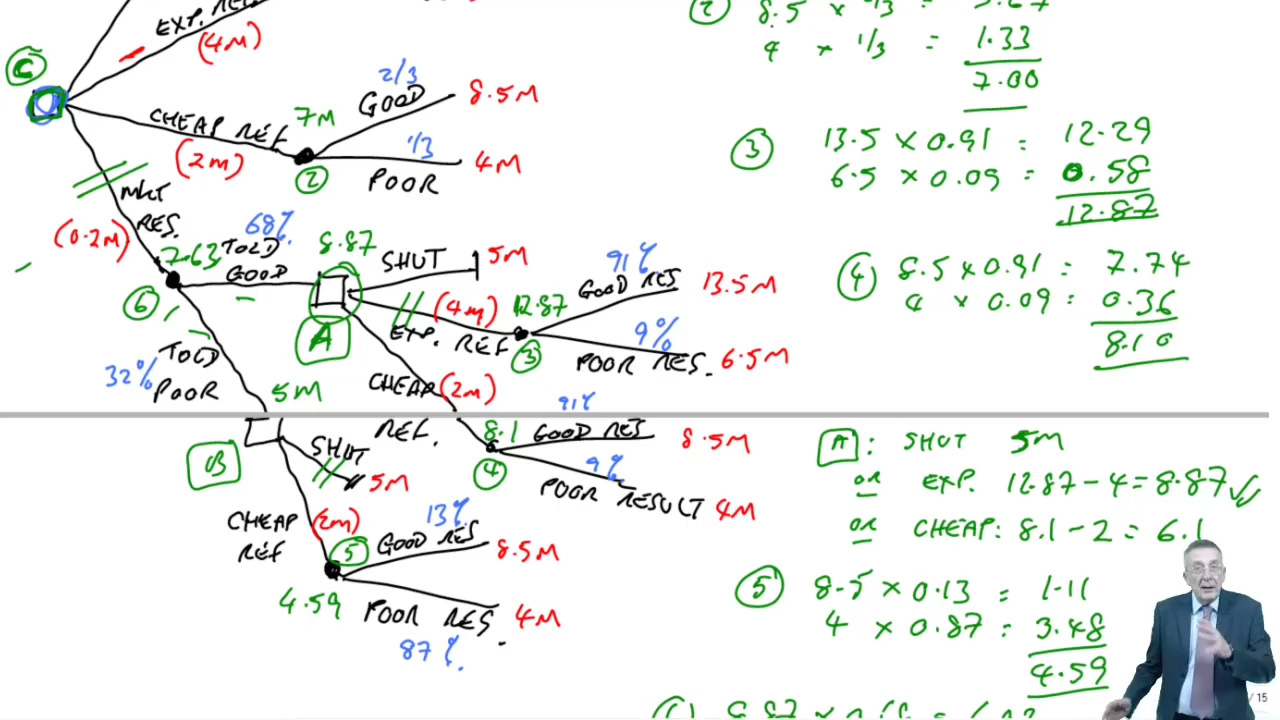 (4M)
C
CHEAP REF
(2m)
7M
2
2/3
GOOD
8.5M
1/3
POOR
4M
MKT
RES.
(0.2M)
7.63
6
68%
TOLD
GOOD
8.87
A
SHUT
5M
EXP. REF
(4m)
12.87
3
91%
GOOD RES
13.5M
9%
POOR RES.
6.5M
CHEAP
REF.
(2m)
8.1
4
91%
GOOD RES
8.5M
9%
POOR RESULT
4M
TOLD
POOR
32%
5M
B
SHUT
5M
CHEAP
REF
(2m)
5
4.59
13%
GOOD RES
8.5M
POOR RES
87%.
4M
2
4 x 1/3 = 1.33
7.00
3
13.5 x 0.91 = 12.29
6.5 x 0.09 = 0.58
12.87
4
8.5 x 0.91 = 7.74
4 x 0.09 = 0.36
8.10
A : SHUT 5M
OR EXP. 12.87 - 4 = 8.87
OR CHEAP: 8.1 - 2 = 6.1
5
8.5 x 0.13 = 1.11
4 x 0.87 = 3.48
4.59
/ 15